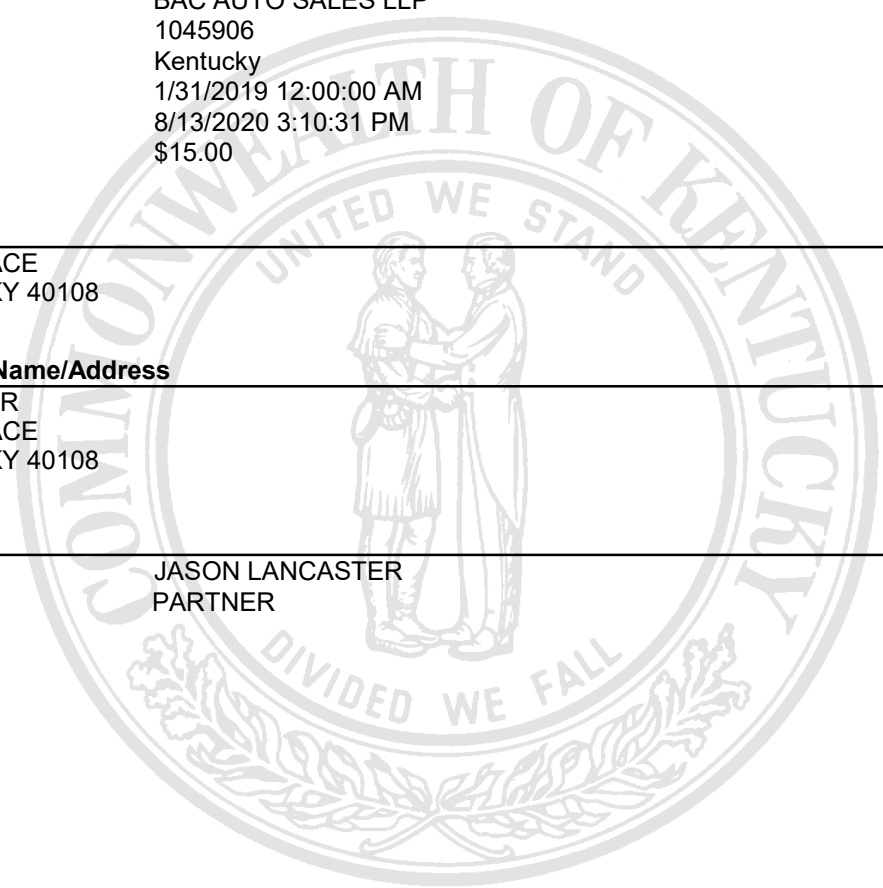 BAC AUTO SALES LLP
1045906
Kentucky
1/31/2019 12:00:00 AM
8/13/2020 3:10:31 PM
$15.00
COMMONWEALTH OF KENTUCKY
UNITED WE STAND
ACE
KY 40108
Name/Address
R
ACE
KY 40108
JASON LANCASTER
PARTNER
DIVIDED WE FALL